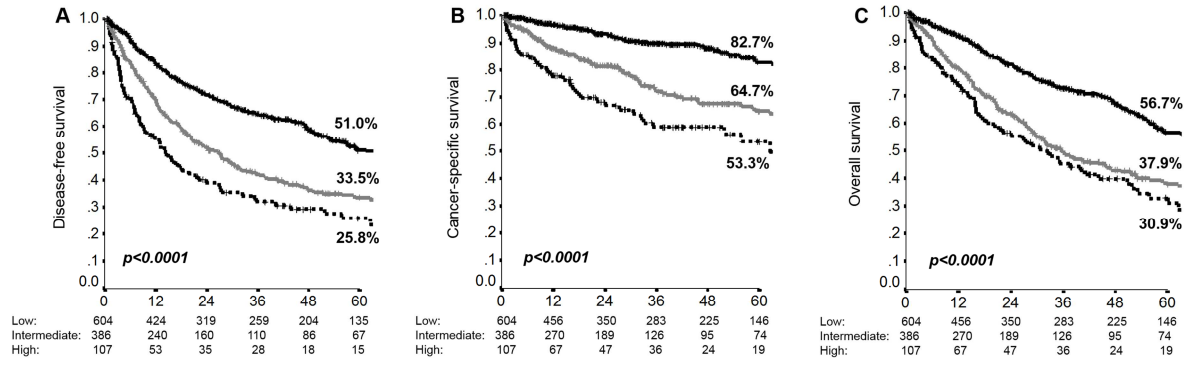 A
Disease-free survival
1.0
.9
.8
.7
.6
.5
.4
.3
.2
.1
0.0
51.0%
33.5%
25.8%
p<0.0001
0 12 24 36 48 60
Low: 604 424 319 259 204 135
Intermediate: 386 240 160 110 86 67
High: 107 53 35 28 18 15
B
Cancer-specific survival
1.0
.9
.8
.7
.6
.5
.4
.3
.2
.1
0.0
82.7%
64.7%
53.3%
p<0.0001
0 12 24 36 48 60
Low: 604 456 350 283 225 146
Intermediate: 386 270 189 126 95 74
High: 107 67 47 36 24 19
C
Overall survival
1.0
.9
.8
.7
.6
.5
.4
.3
.2
.1
0.0
56.7%
37.9%
30.9%
p<0.0001
0 12 24 36 48 60
Low: 604 456 350 283 225 146
Intermediate: 386 270 189 126 95 74
High: 107 67 47 36 24 19